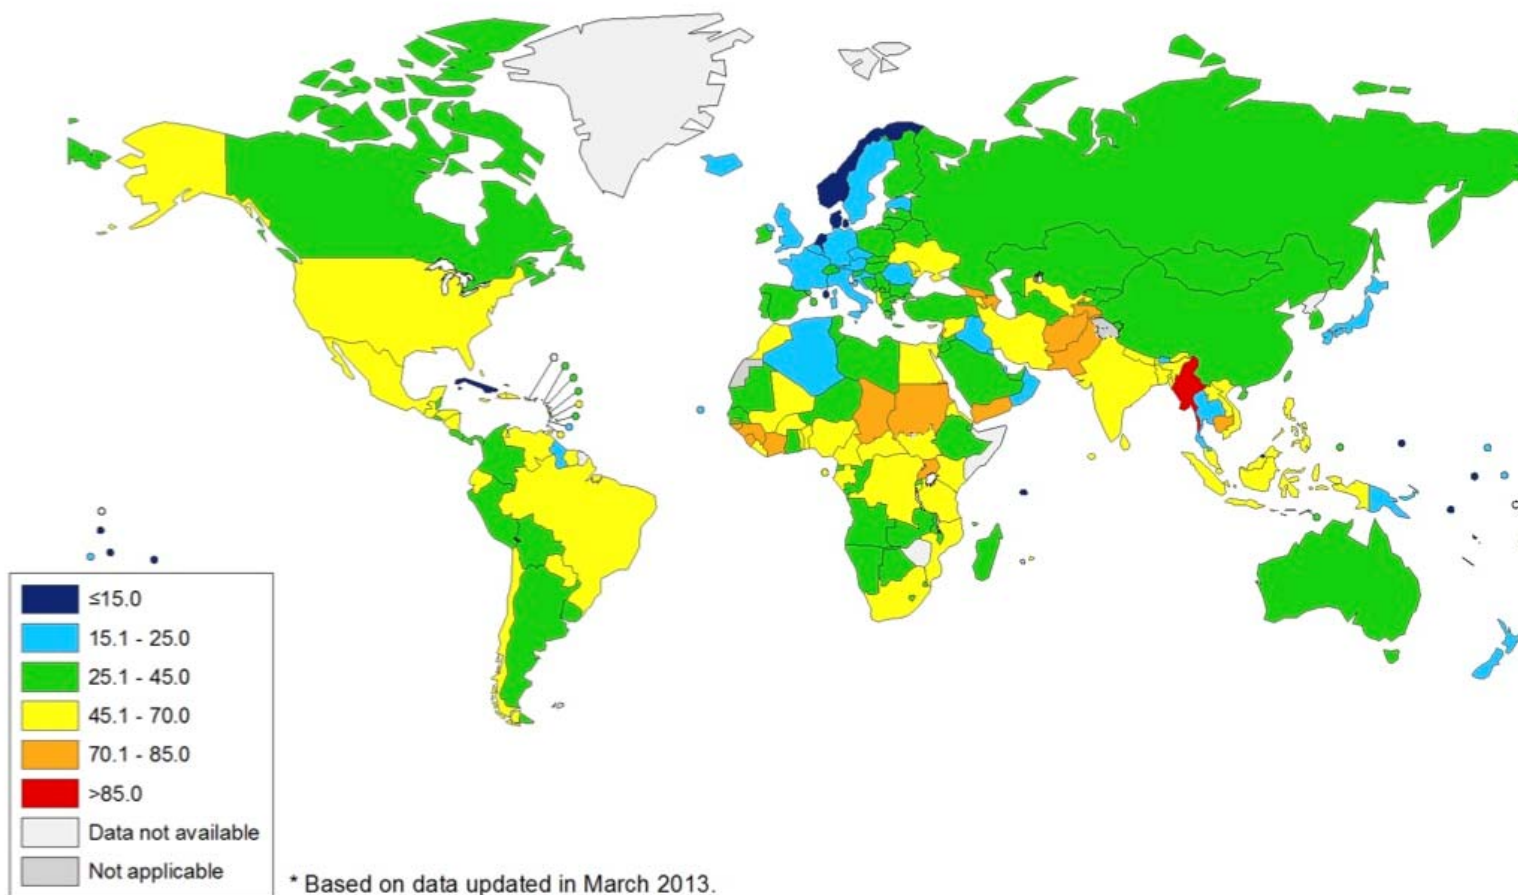 ≤15.0
15.1 - 25.0
25.1 - 45.0
45.1 - 70.0
70.1 - 85.0
>85.0
Data not available
Not applicable
* Based on data updated in March 2013.